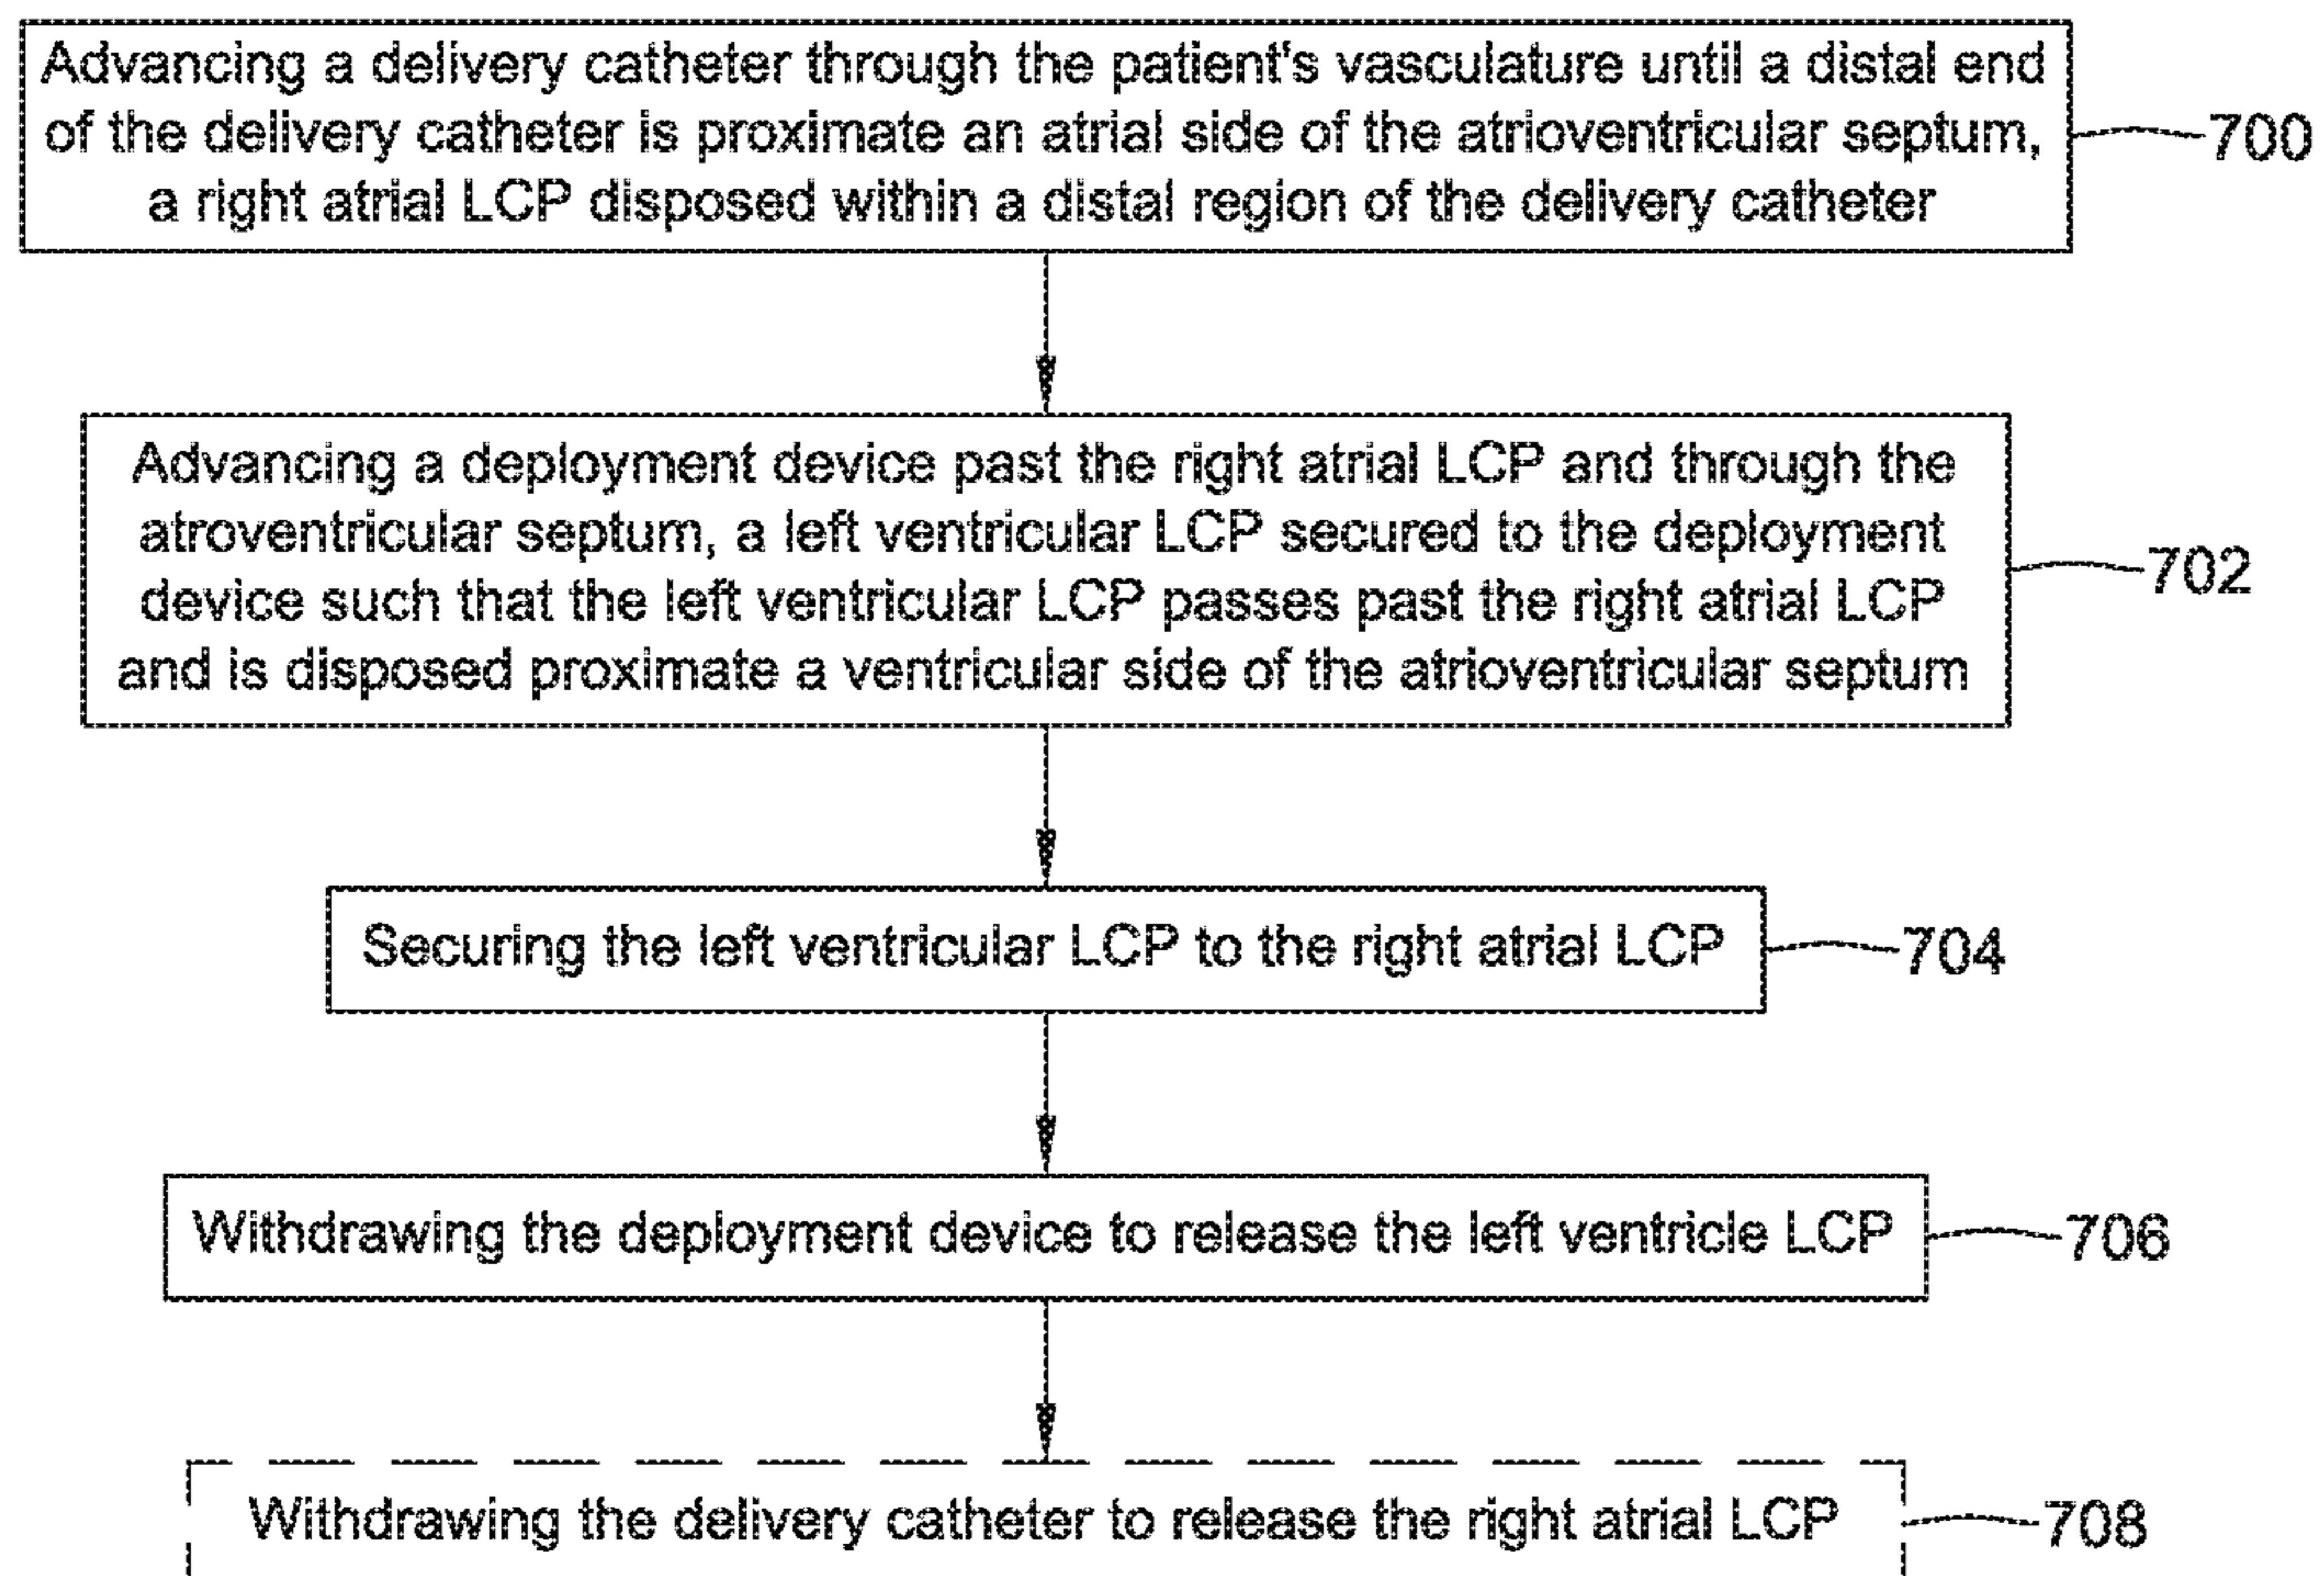 Advancing a delivery catheter through the patient's vasculature until a distal end
of the delivery catheter is proximate an atrial side of the atrioventricular septum,
a right atrial LCP disposed within a distal region of the delivery catheter
700
Advancing a deployment device past the right atrial LCP and through the
atroventricular septum, a left ventricular LCP secured to the deployment
device such that the left ventricular LCP passes past the right atrial LCP
and is disposed proximate a ventricular side of the atrioventricular septum
702
Securing the left ventricular LCP to the right atrial LCP
704
Withdrawing the deployment device to release the left ventricle LCP
706
Withdrawing the delivery catheter to release the right atrial LCP
708